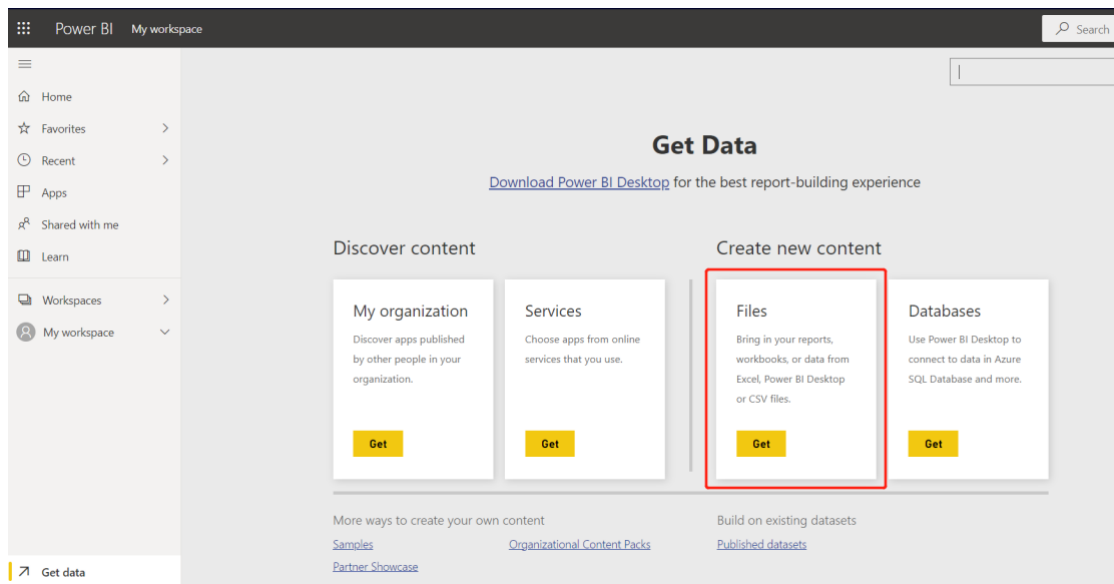 Power BI My workspace
Search
Home
Favorites
Recent
Apps
Shared with me
Learn
Workspaces
My workspace
Get data
Get Data
Download Power BI Desktop for the best report-building experience
Discover content
My organization
Discover apps published
by other people in your
organization.
Get
Services
Choose apps from online
services that you use.
Get
Create new content
Files
Bring in your reports,
workbooks, or data from
Excel, Power BI Desktop
or CSV files.
Get
Databases
Use Power BI Desktop to
connect to data in Azure
SQL Database and more.
Get
More ways to create your own content
Samples
Organizational Content Packs
Partner Showcase
Build on existing datasets
Published datasets